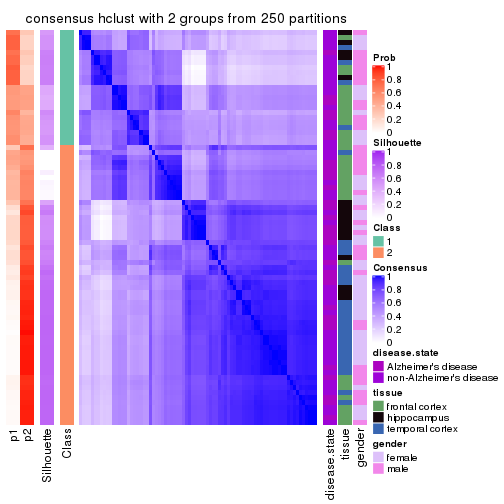 consensus hclust with 2 groups from 250 partitions
Prob
1
0.8
0.6
0.4
0.2
0
Silhouette
1
0.8
0.6
0.4
0.2
0
Class
1
2
Consensus
1
0.8
0.6
0.4
0.2
0
disease.state
Alzheimer's disease
non-Alzheimer's disease
tissue
frontal cortex
hippocampus
temporal cortex
gender
female
male
p1
p2
Silhouette
Class
disease.state
tissue
gender